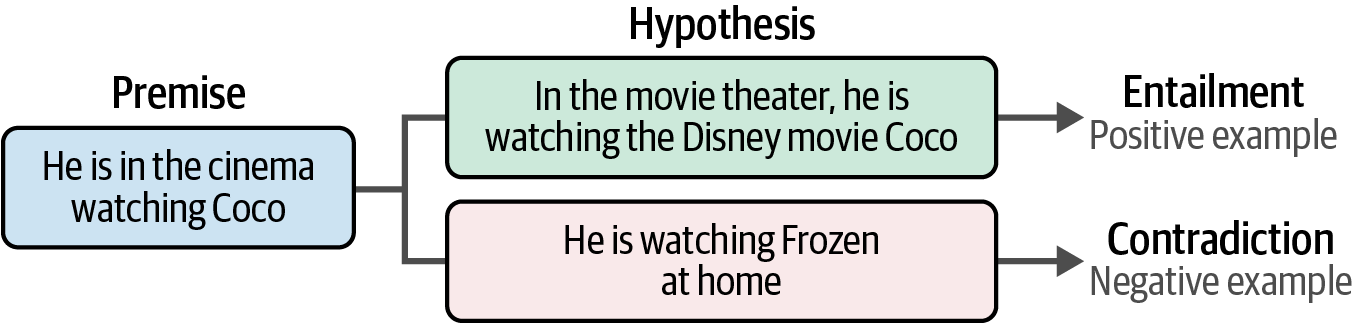 Hypothesis
Premise
He is in the cinema
watching Coco
In the movie theater, he is
watching the Disney movie Coco
Entailment
Positive example
He is watching Frozen
at home
Contradiction
Negative example